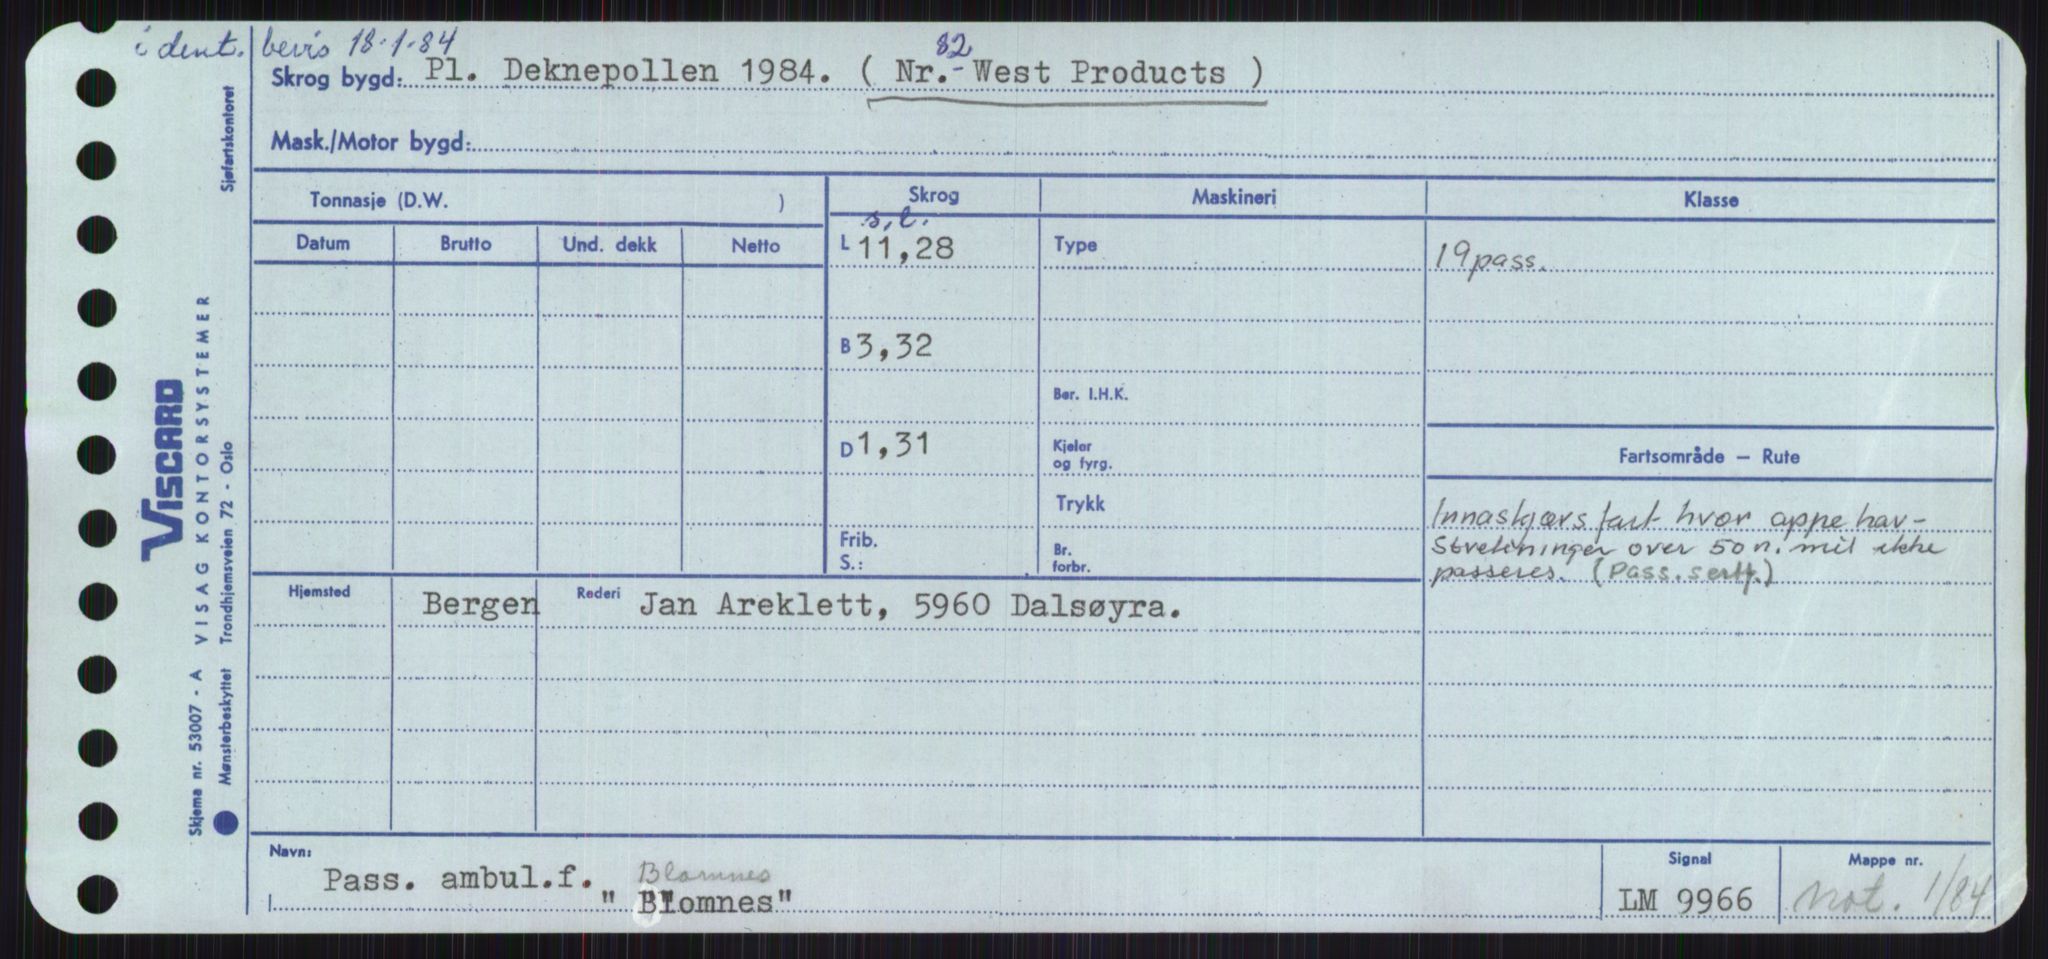 ident. bevis 18.1.84
82
Skrog bygd: Pl. Deknepollen 1984. ( Nr.- West Products )
Mask./Motor bygd:
Tonnasje (D.W. )
Skrog
Maskineri
Klasse
Datum
Brutto
Und. dekk
Netto
s.l.
L 11,28
Type
19 pass.
B 3,32
Ber. I.H.K.
D 1,31
Kjeler
og fyrg.
Trykk
Frib.
S.:
Br.
forbr.
Fartsområde — Rute
Innaskjærs fart hvor åpne hav-
strekninger over 50 n. mil ikke
passeres. (Pass. sertf.)
Hjemsted
Bergen
Rederi
Jan Areklett, 5960 Dalsøyra.
Navn:
Pass. ambul.f.
Blomnes
" Blomnes"
Signal
LM 9966
Mappe nr.
not. 1/84
Sjøfartskontoret
VISCARD
VISAG KONTORSYSTEMER
Skjema nr. 53007 - A
Mønsterbeskyttet
Trondhjemsveien 72 - Oslo